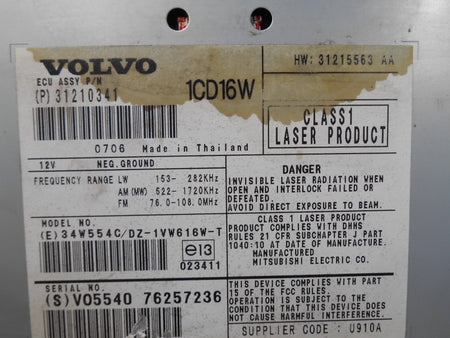 VOLVO
ECU ASSY P/N
(P) 31210341
1CD16W
HW: 31215563 AA
CLASS1
LASER PRODUCT
0706 Made in Thailand
12V NEG.GROUND
FREQUENCY RANGE LW 153- 282KHz
AM (MW) 522- 1720KHz
FM 76.0-108.0MHz
MODEL NO.
(E)34W554C/DZ-1VW616W-T
e13
023411
SERIAL NO.
(S)VO5540 76257236
DANGER
INVISIBLE LASER RADIATION WHEN
OPEN AND INTERLOCK FAILED OR
DEFEATED.
AVOID DIRECT EXPOSURE TO BEAM.
CLASS 1 LASER PRODUCT
PRODUCT COMPLIES WITH DHHS
RULES 21 CFR SUBCHAPTER J PART
1040:10 AT DATE OF MANUFACTURE.
MANUFACTURED
MITSUBISHI ELECTRIC CO.
THIS DEVICE COMPLIES WITH PART
15 OF THE FCC RULES.
OPERATION IS SUBJECT TO THE
CONDITION THAT THIS DEVICE
DOES NOT CAUSE HARMFUL
SUPPLIER CODE : U910A